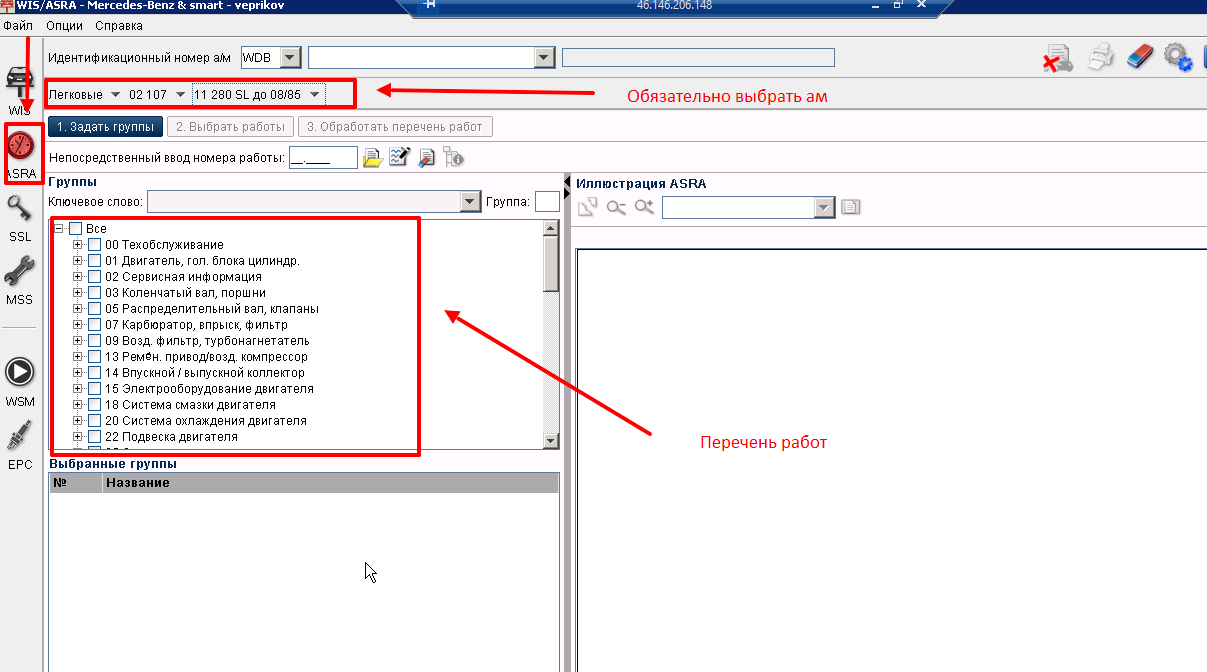 WIS/ASRA - Mercedes-Benz & smart - veprikov
46.146.206.148
Файл Опции Справка
Идентификационный номер а/м WDB
Легковые 02 107 11 280 SL до 08/85
Обязательно выбрать ам
WIS
1. Задать группы 2. Выбрать работы 3. Обработать перечень работ
Непосредственный ввод номера работы: __.____
ASRA
Группы
Иллюстрация ASRA
Ключевое слово: Группа:
SSL
Все
00 Техобслуживание
01 Двигатель, гол. блока цилиндр.
02 Сервисная информация
03 Коленчатый вал, поршни
MSS
05 Распределительный вал, клапаны
07 Карбюратор, впрыск, фильтр
09 Возд. фильтр, турбонагнетатель
13 Ремен. привод/возд. компрессор
14 Впускной / выпускной коллектор
15 Электрооборудование двигателя
WSM
18 Система смазки двигателя
20 Система охлаждения двигателя
22 Подвеска двигателя
Перечень работ
EPC
Выбранные группы
№ Название